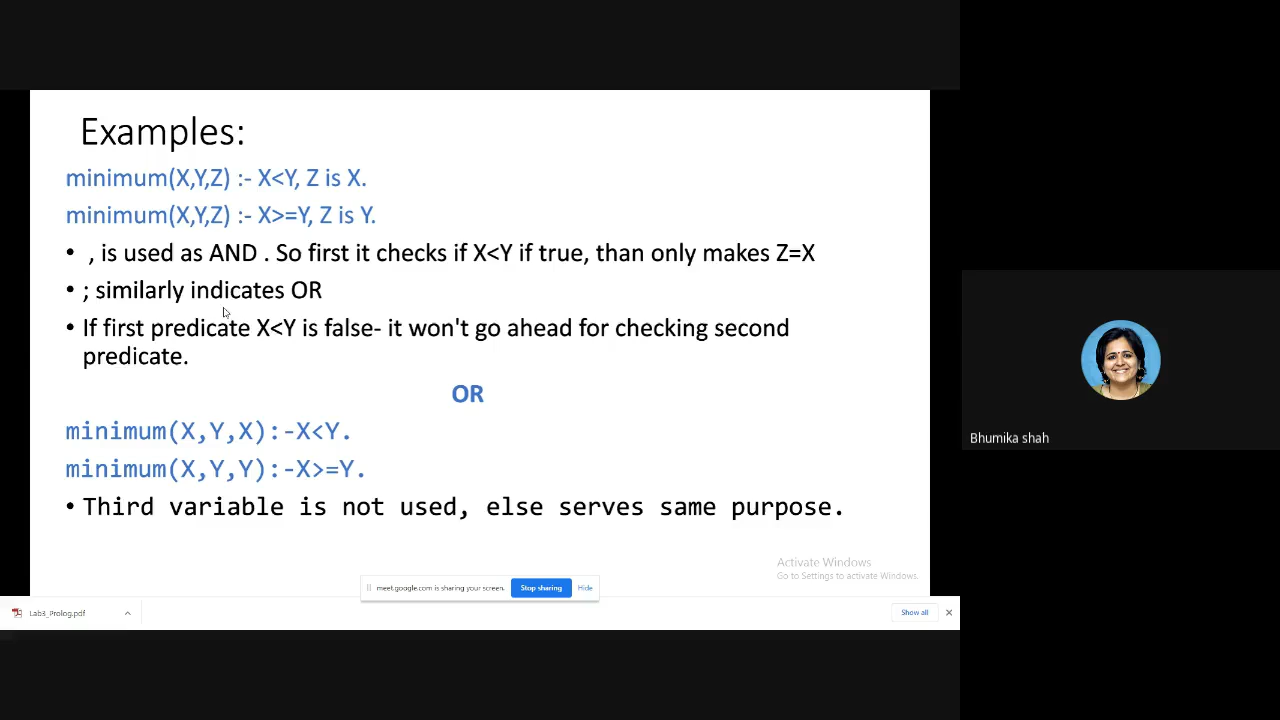 Examples:
minimum(X,Y,Z) :- X<Y, Z is X.
minimum(X,Y,Z) :- X>=Y, Z is Y.
• , is used as AND . So first it checks if X<Y if true, than only makes Z=X
• ; similarly indicates OR
• If first predicate X<Y is false- it won't go ahead for checking second
predicate.
OR
minimum(X,Y,X):-X<Y.
minimum(X,Y,Y):-X>=Y.
• Third variable is not used, else serves same purpose.
Activate Windows
Go to Settings to activate Windows.
meet.google.com is sharing your screen.
Stop sharing
Hide
Lab3_Prolog.pdf
Show all
Bhumika shah